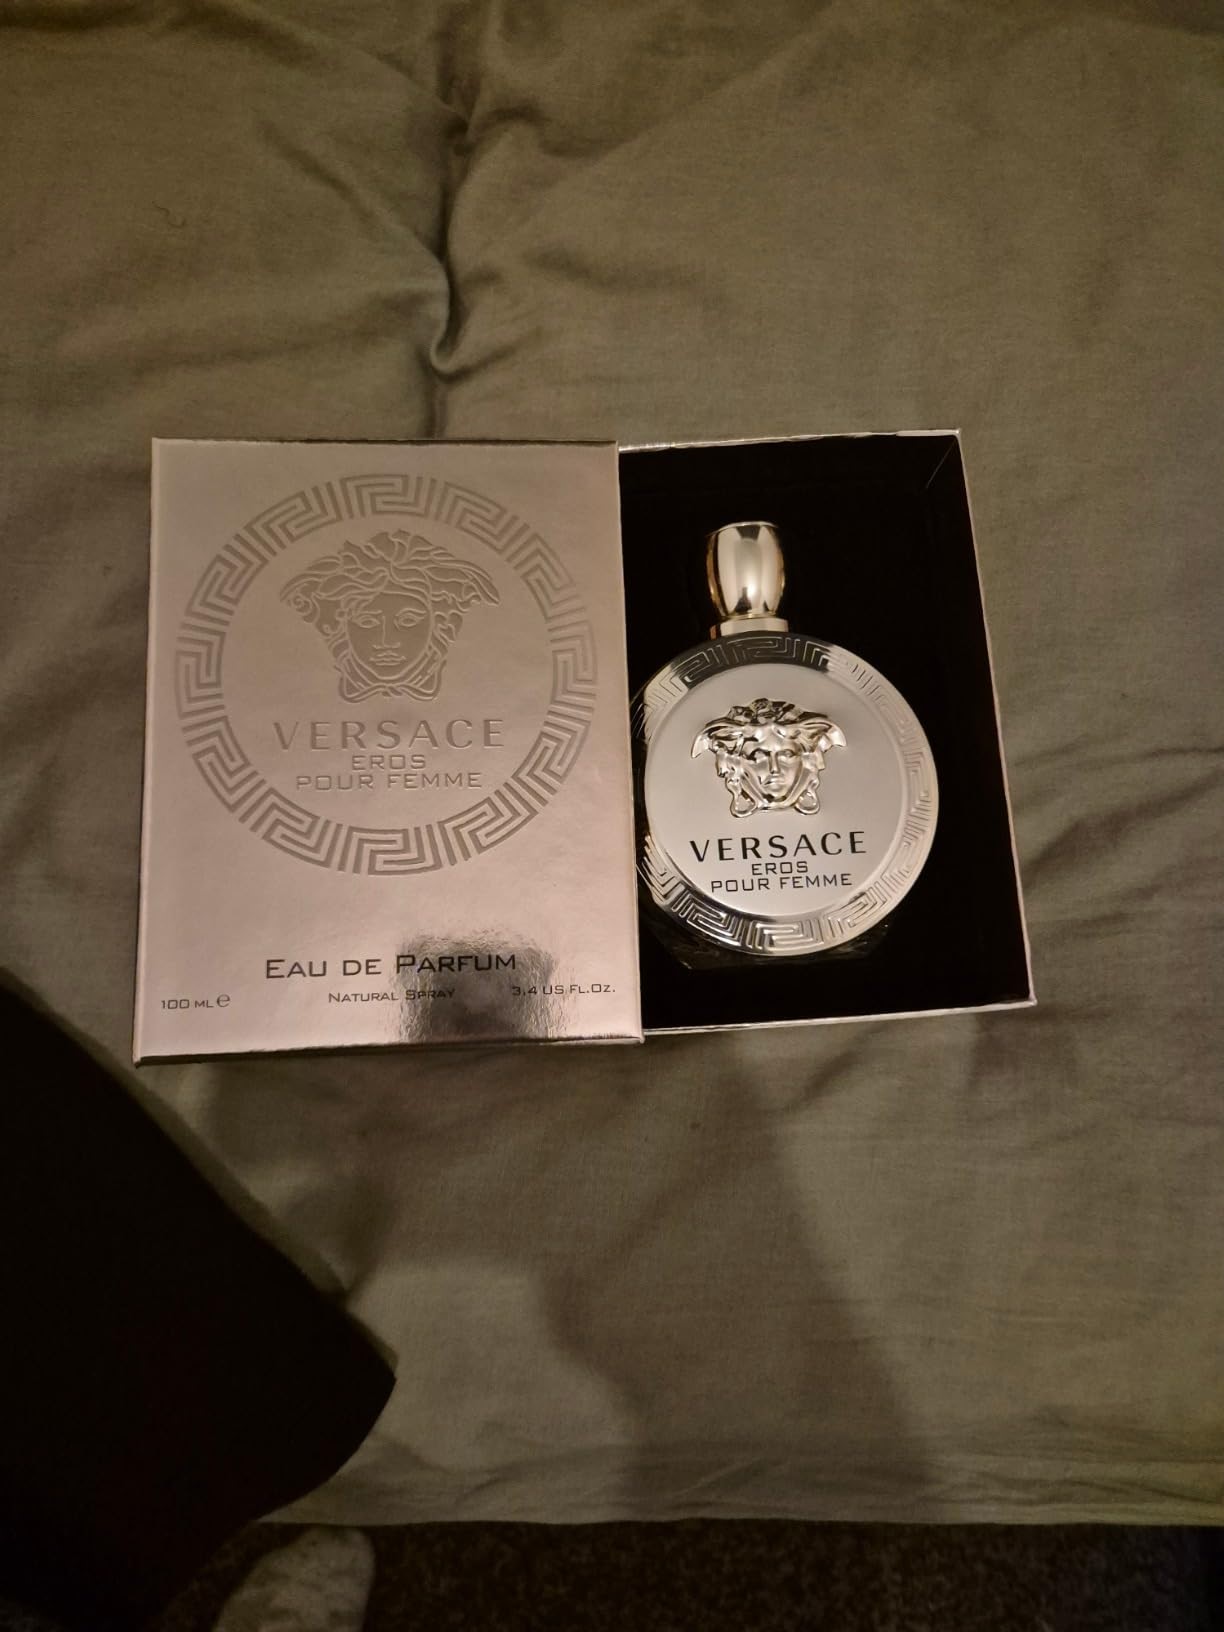 VERSACE
EROS
POUR FEMME
EAU DE PARFUM
100 ML e
NATURAL SPRAY
3,4 US FL.OZ.
VERSACE
EROS
POUR FEMME